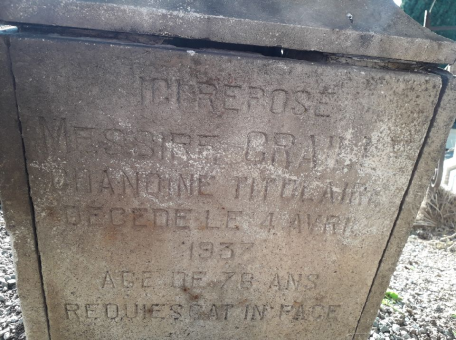 ICI REPOSE
MESSIRE
CHANOINE TITULAIRE
DECEDE LE 4 AVRIL
1937
AGE DE 78 ANS
REQUIESCAT IN PACE